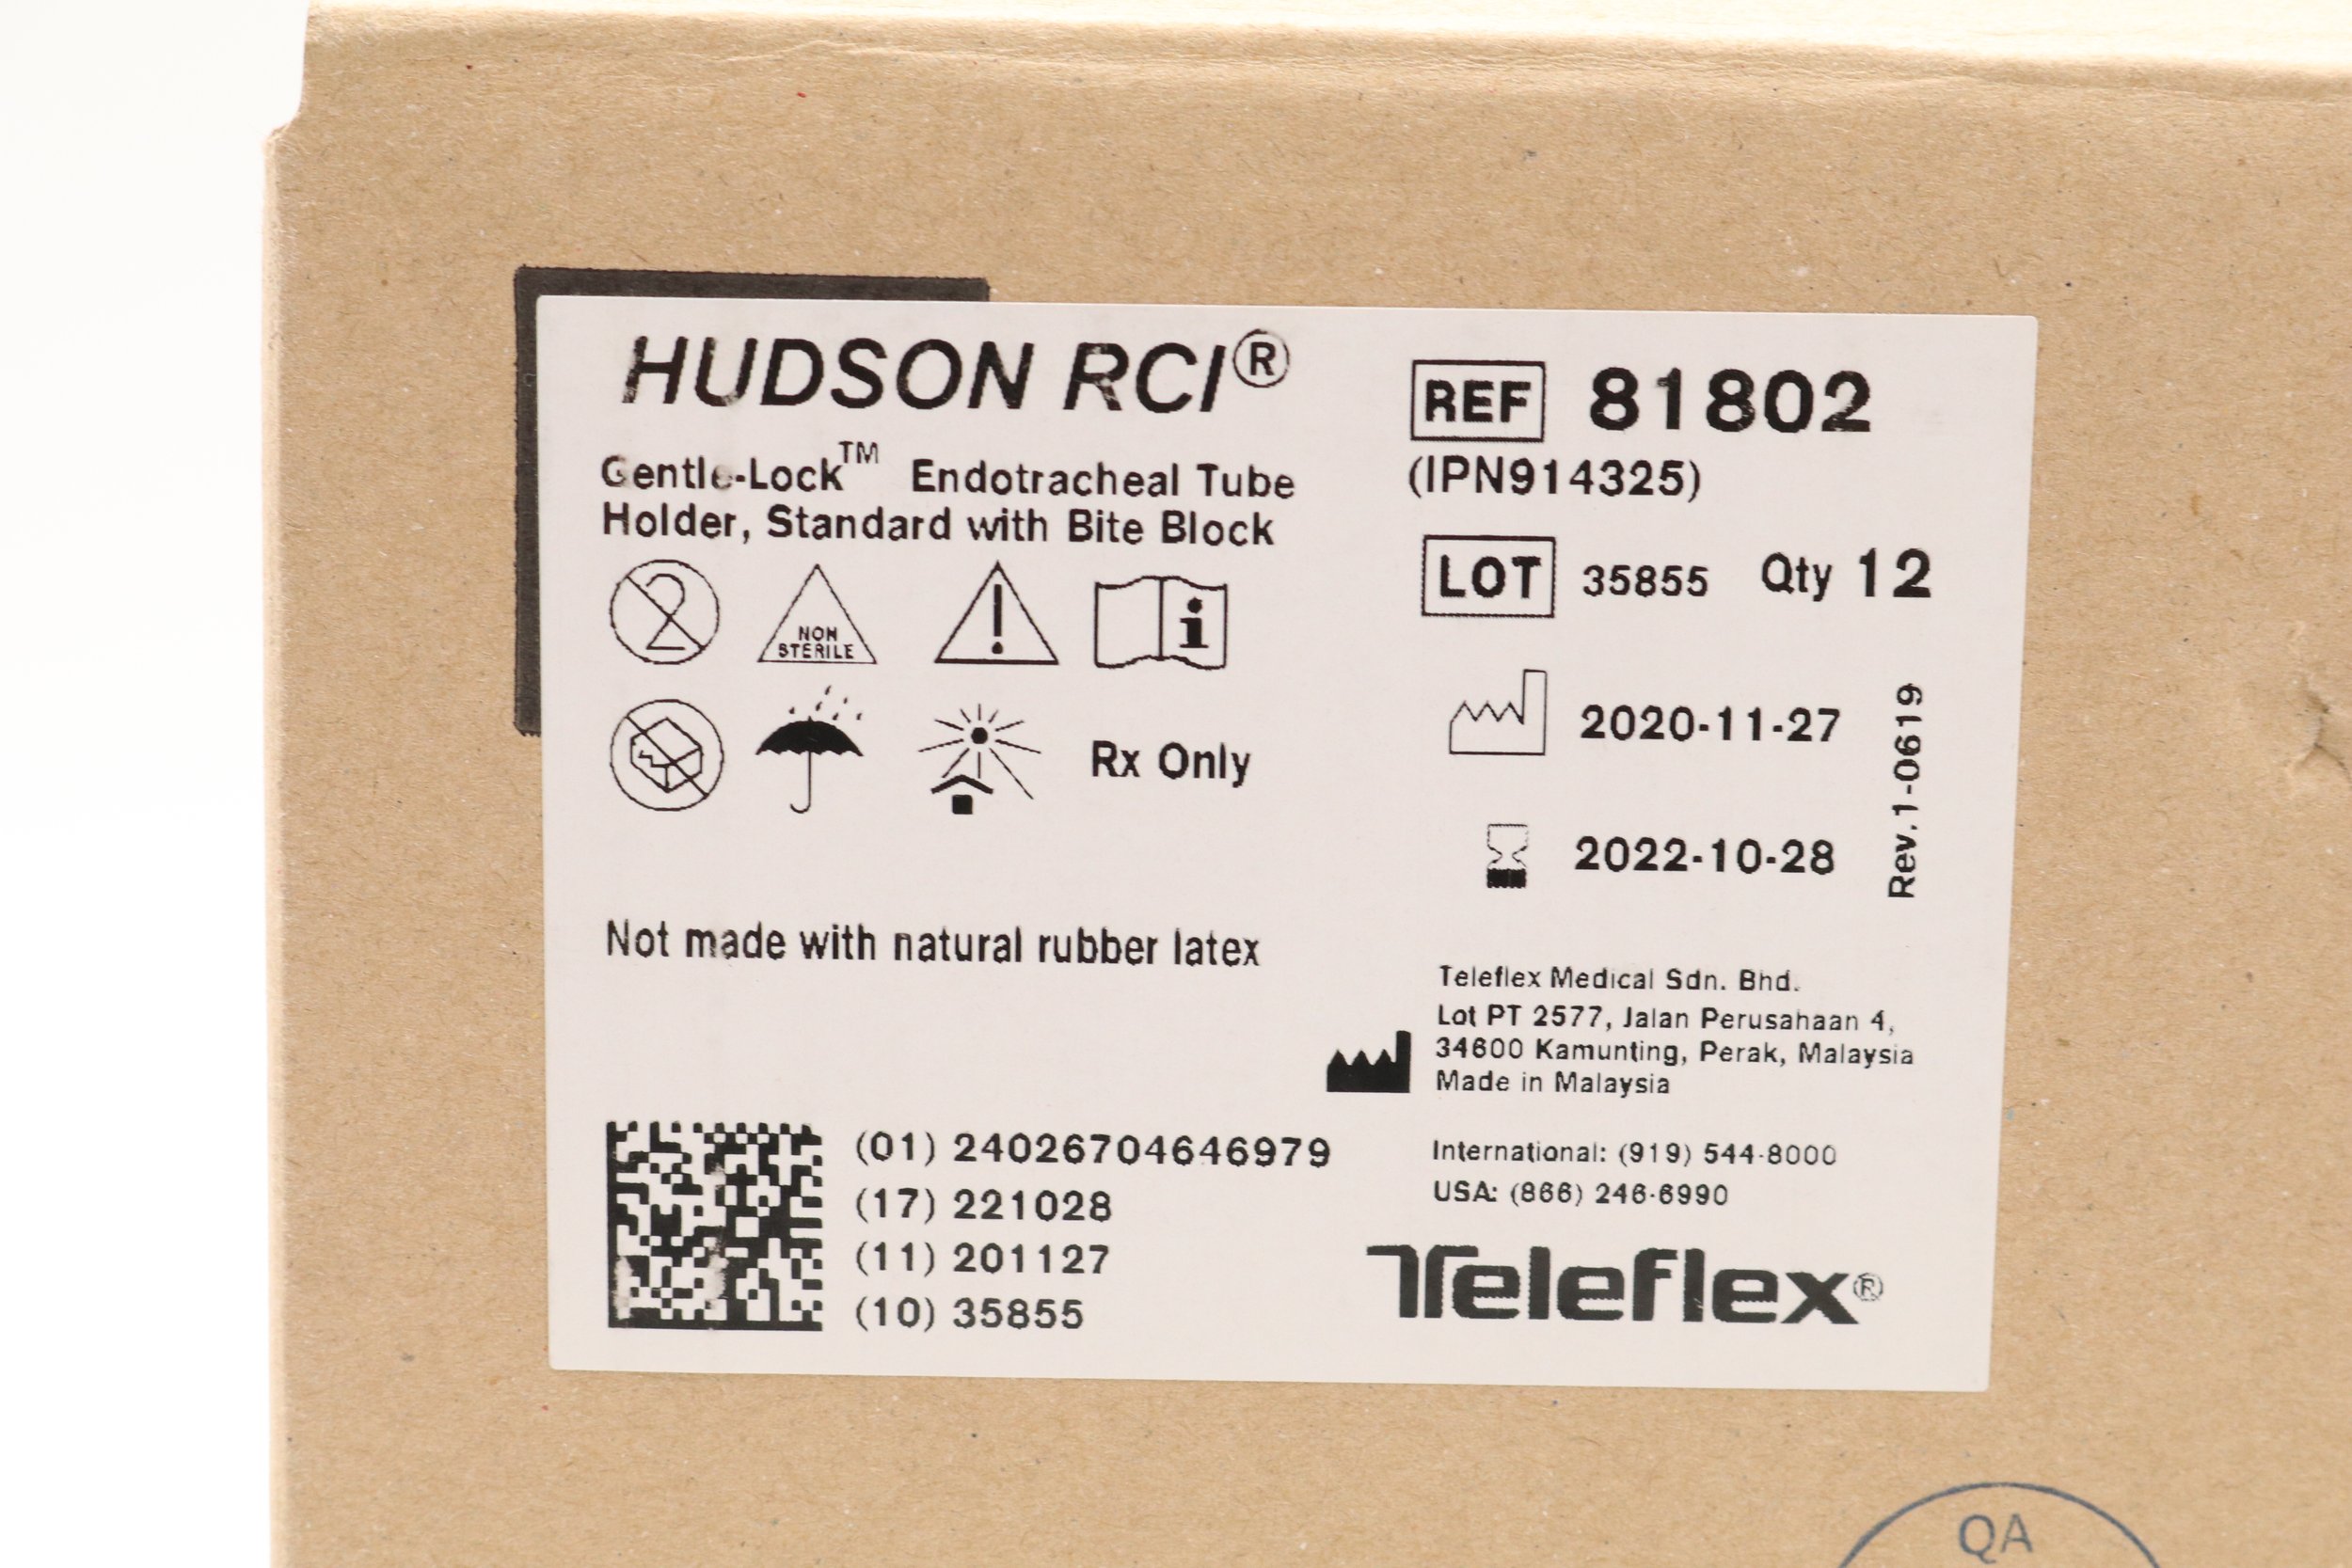 HUDSON RCI®
Gentle-Lock™ Endotracheal Tube
Holder, Standard with Bite Block
2
NON
STERILE
!
i
Rx Only
Not made with natural rubber latex
(01) 24026704646979
(17) 221028
(11) 201127
(10) 35855
REF 81802
(IPN914325)
LOT 35855 Qty 12
2020-11-27
2022-10-28
Rev.1-0619
Teleflex Medical Sdn. Bhd.
Lot PT 2577, Jalan Perusahaan 4,
34600 Kamunting, Perak, Malaysia
Made in Malaysia
International: (919) 544-8000
USA: (866) 246-6990
Teleflex®
QA